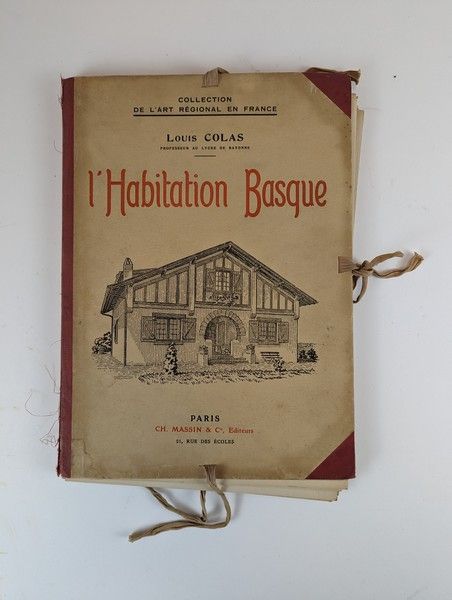 COLLECTION
DE L'ART RÉGIONAL EN FRANCE
LOUIS COLAS
PROFESSEUR AU LYCÉE DE BAYONNE
l'Habitation Basque
PARIS
CH. MASSIN & Cie, Editeurs
51, RUE DES ÉCOLES